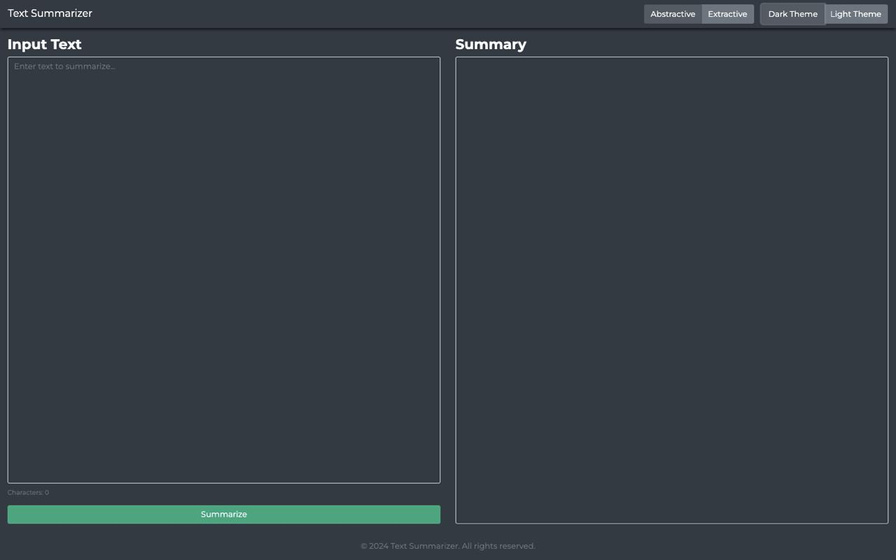 Text Summarizer
Abstractive
Extractive
Dark Theme
Light Theme
Input Text
Enter text to summarize...
Characters: 0
Summarize
Summary
© 2024 Text Summarizer. All rights reserved.